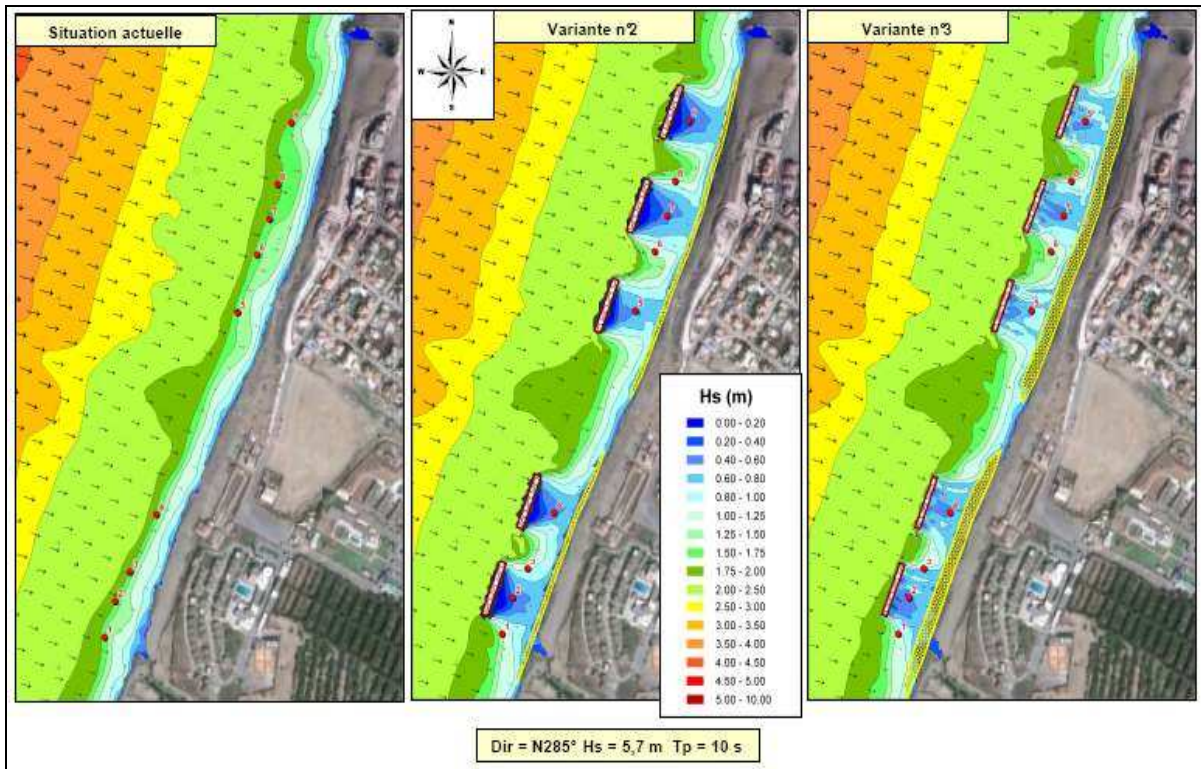 Situation actuelle
Variante n°2
Variante n°3
N
W
E
S
Hs (m)
0.00 - 0.20
0.20 - 0.40
0.40 - 0.60
0.60 - 0.80
0.80 - 1.00
1.00 - 1.25
1.25 - 1.50
1.50 - 1.75
1.75 - 2.00
2.00 - 2.50
2.50 - 3.00
3.00 - 3.50
3.50 - 4.00
4.00 - 4.50
4.50 - 5.00
5.00 - 10.00
Dir = N285° Hs = 5,7 m Tp = 10 s